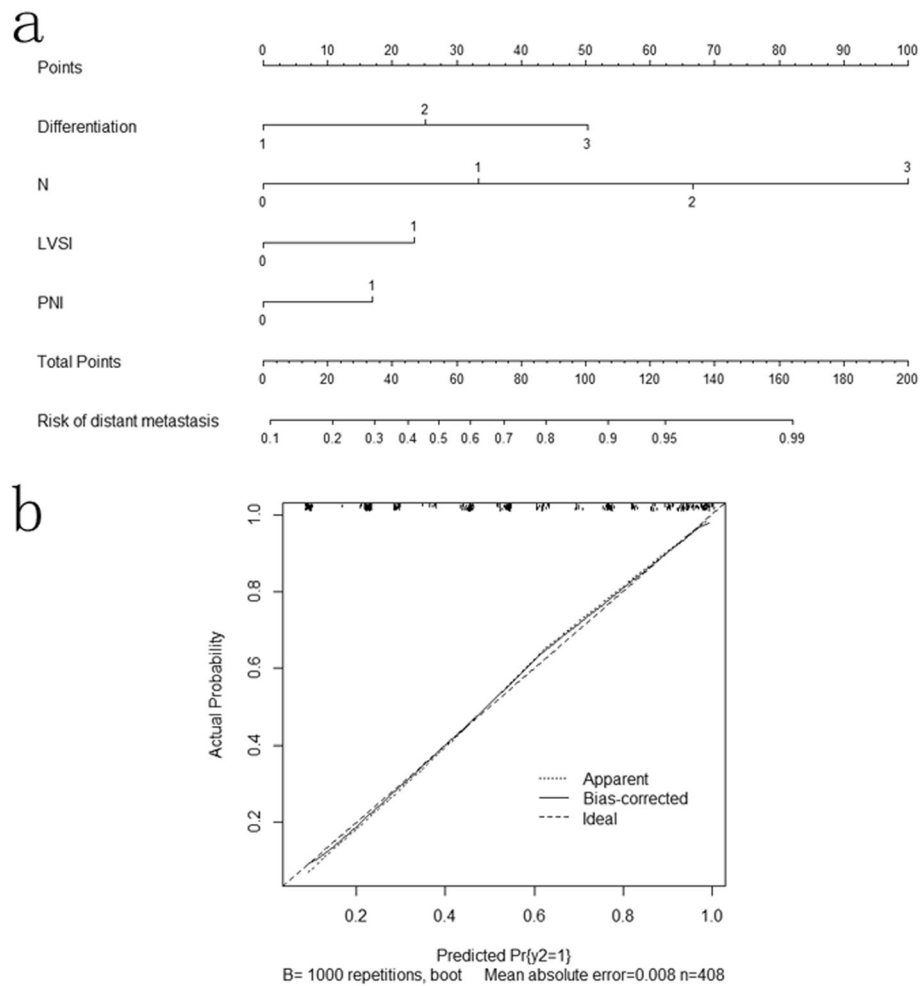 a
0 10 20 30 40 50 60 70 80 90 100
Points
2
Differentiation
1 3
1 3
N
0 2
1
LVSI
0
1
PNI
0
Total Points
0 20 40 60 80 100 120 140 160 180 200
Risk of distant metastasis
0.1 0.2 0.3 0.4 0.5 0.6 0.7 0.8 0.9 0.95 0.99
b
1.0
0.8
0.6
0.4
0.2
Actual Probability
Apparent
Bias-corrected
Ideal
0.2 0.4 0.6 0.8 1.0
Predicted Pr{y2=1}
B= 1000 repetitions, boot Mean absolute error=0.008 n=408